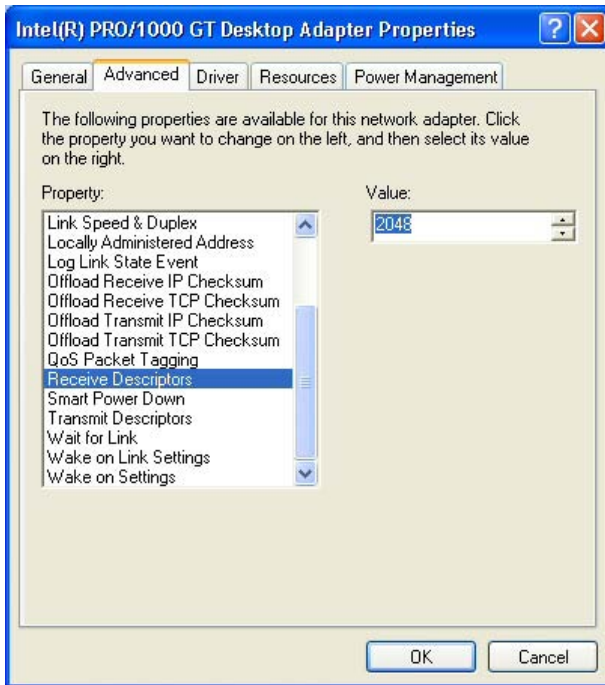 Intel(R) PRO/1000 GT Desktop Adapter Properties
General Advanced Driver Resources Power Management
The following properties are available for this network adapter. Click
the property you want to change on the left, and then select its value
on the right.
Property:
Link Speed & Duplex
Locally Administered Address
Log Link State Event
Offload Receive IP Checksum
Offload Receive TCP Checksum
Offload Transmit IP Checksum
Offload Transmit TCP Checksum
QoS Packet Tagging
Receive Descriptors
Smart Power Down
Transmit Descriptors
Wait for Link
Wake on Link Settings
Wake on Settings
Value:
2048
OK Cancel